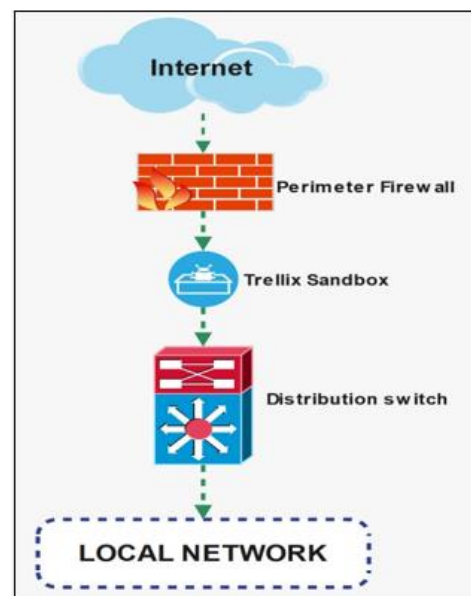 Internet
Perimeter Firewall
Trellix Sandbox
Distribution switch
LOCAL NETWORK